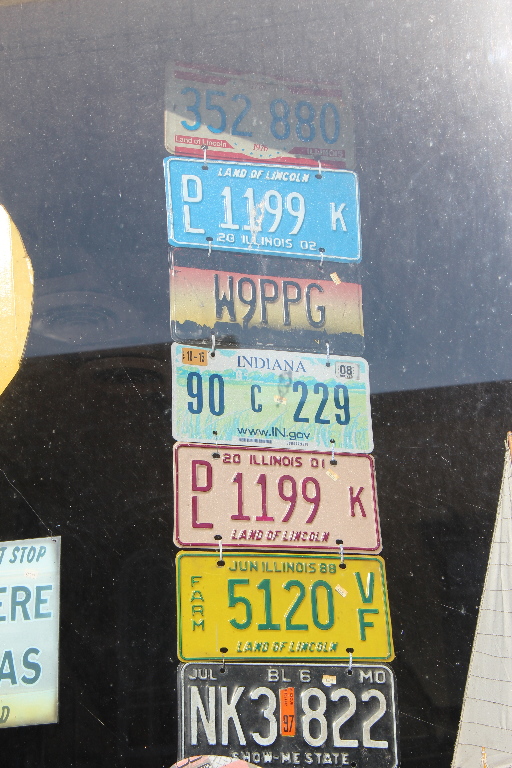 352 880
Land of Lincoln 1976 ILLINOIS
LAND OF LINCOLN
DL 1199 K
20 ILLINOIS 02
W9PPG
INDIANA 08
90 C 229
www.IN.gov
20 ILLINOIS 01
DL 1199 K
LAND OF LINCOLN
JUN ILLINOIS 88
FARM 5120 VF
LAND OF LINCOLN
JUL BL 6 MO
NK3 97 822
SHOW-ME STATE
STOP
ERE
AS